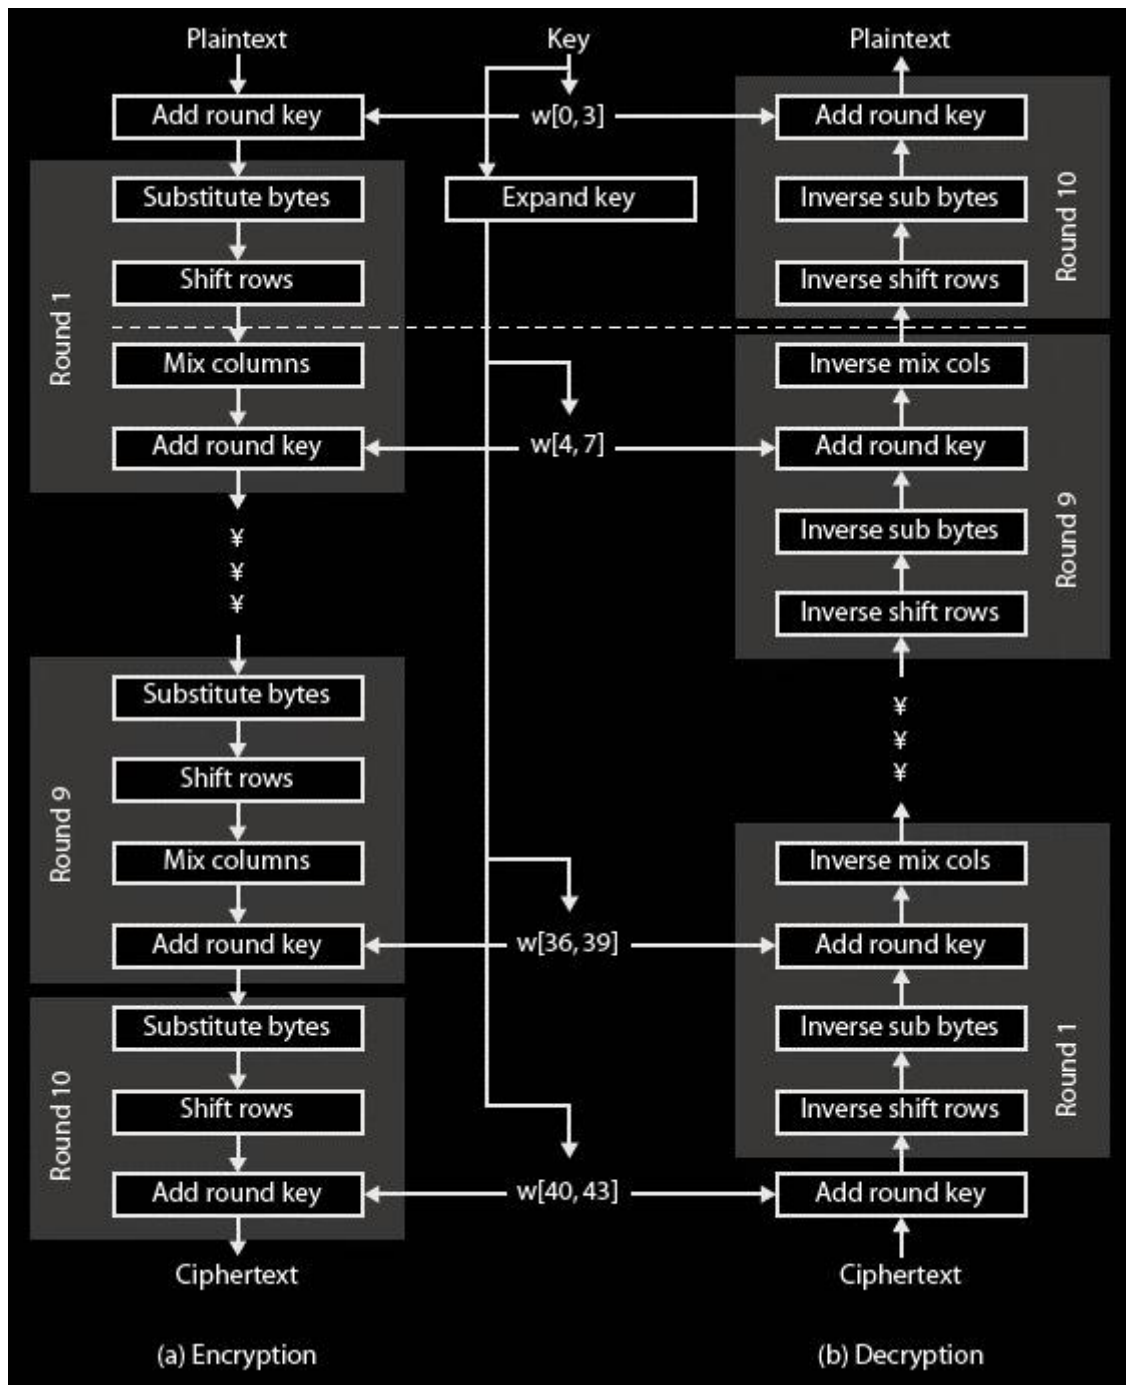 Plaintext
Key
Plaintext
Add round key
w[0, 3]
Add round key
Substitute bytes
Expand key
Inverse sub bytes
Round 10
Shift rows
Inverse shift rows
Round 1
Mix columns
Inverse mix cols
Add round key
w[4, 7]
Add round key
¥
¥
¥
Inverse sub bytes
Round 9
Inverse shift rows
Substitute bytes
¥
¥
¥
Shift rows
Round 9
Mix columns
Inverse mix cols
Add round key
w[36, 39]
Add round key
Substitute bytes
Inverse sub bytes
Round 1
Round 10
Shift rows
Inverse shift rows
Add round key
w[40, 43]
Add round key
Ciphertext
Ciphertext
(a) Encryption
(b) Decryption